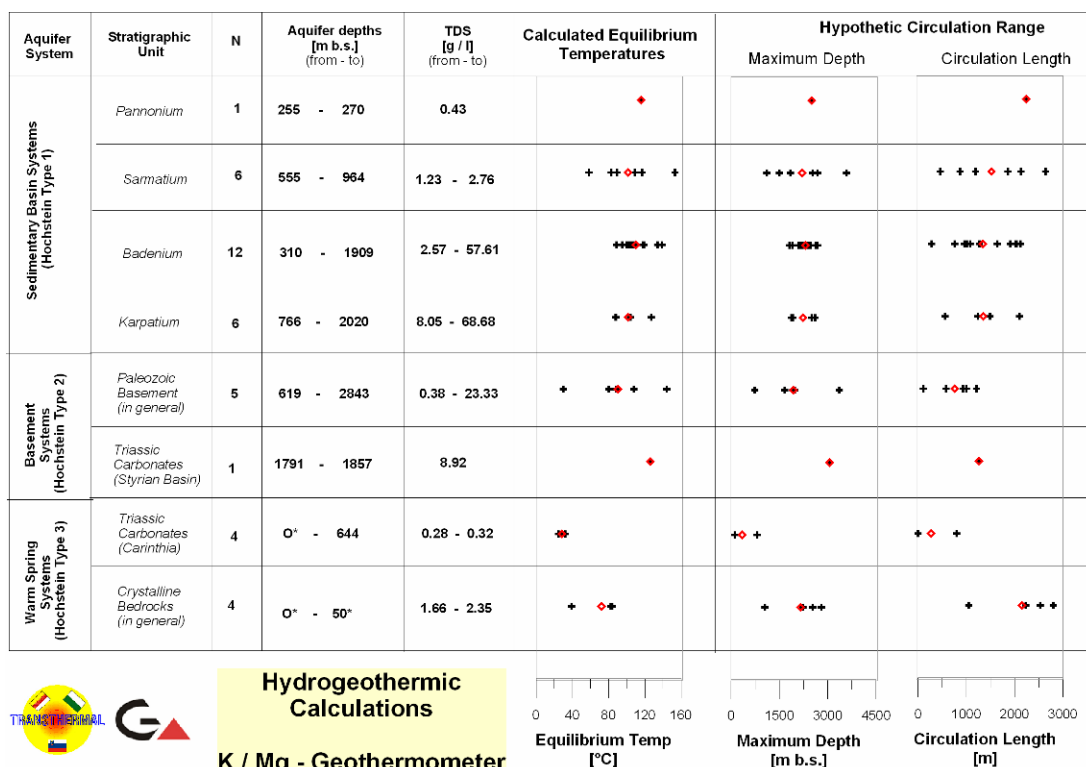 Aquifer
System
Stratigraphic
Unit
N
Aquifer depths
[m b.s.]
(from - to)
TDS
[g / l]
(from - to)
Calculated Equilibrium
Temperatures
Hypothetic Circulation Range
Maximum Depth
Circulation Length
Sedimentary Basin Systems
(Hochstein Type 1)
Pannonium 1 255 - 270 0.43
Sarmatium 6 555 - 964 1.23 - 2.76
Badenium 12 310 - 1909 2.57 - 57.61
Karpatium 6 766 - 2020 8.05 - 68.68
Basement
Systems
(Hochstein Type 2)
Paleozoic
Basement
(in general)
5 619 - 2843 0.38 - 23.33
Triassic
Carbonates
(Styrian Basin)
1 1791 - 1857 8.92
Warm Spring
Systems
(Hochstein Type 3)
Triassic
Carbonates
(Carinthia)
4 O* - 644 0.28 - 0.32
Crystalline
Bedrocks
(in general)
4 O* - 50* 1.66 - 2.35
TRANSTHERMAL
Hydrogeothermic
Calculations
K / Mg - Geothermometer
0 40 80 120 160
Equilibrium Temp
[°C]
0 3000 4500
Maximum Depth
[m b.s.]
0 1000 2000 3000
Circulation Length
[m]